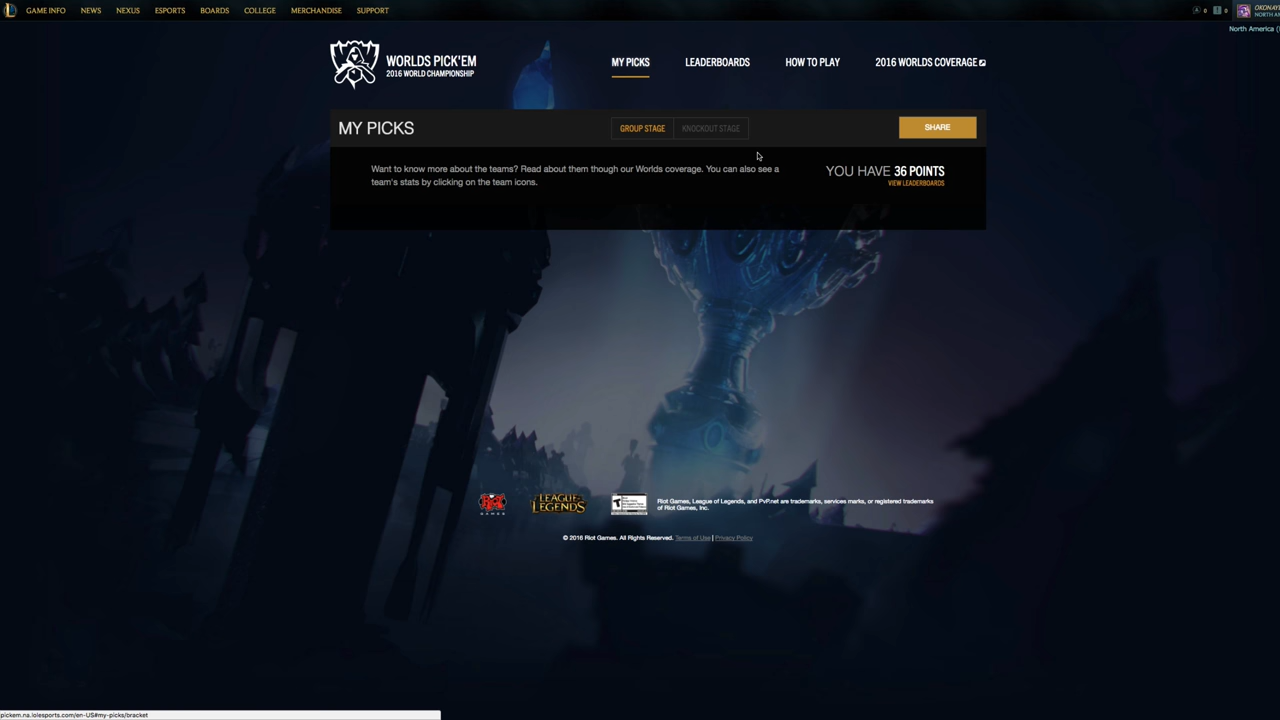 GAME INFO NEWS NEXUS ESPORTS BOARDS COLLEGE MERCHANDISE SUPPORT
0 0
North America
WORLDS PICK'EM
2016 WORLD CHAMPIONSHIP
MY PICKS LEADERBOARDS HOW TO PLAY 2016 WORLDS COVERAGE
MY PICKS GROUP STAGE KNOCKOUT STAGE SHARE
Want to know more about the teams? Read about them though our Worlds coverage. You can also see a
team's stats by clicking on the team icons.
YOU HAVE 36 POINTS
VIEW LEADERBOARDS
RIOT GAMES
LEAGUE OF LEGENDS
Riot Games, League of Legends, and PvP.net are trademarks, services marks, or registered trademarks
of Riot Games, Inc.
© 2016 Riot Games. All Rights Reserved. Terms of Use | Privacy Policy
pickem.na.lolesports.com/en-US#my-picks/bracket